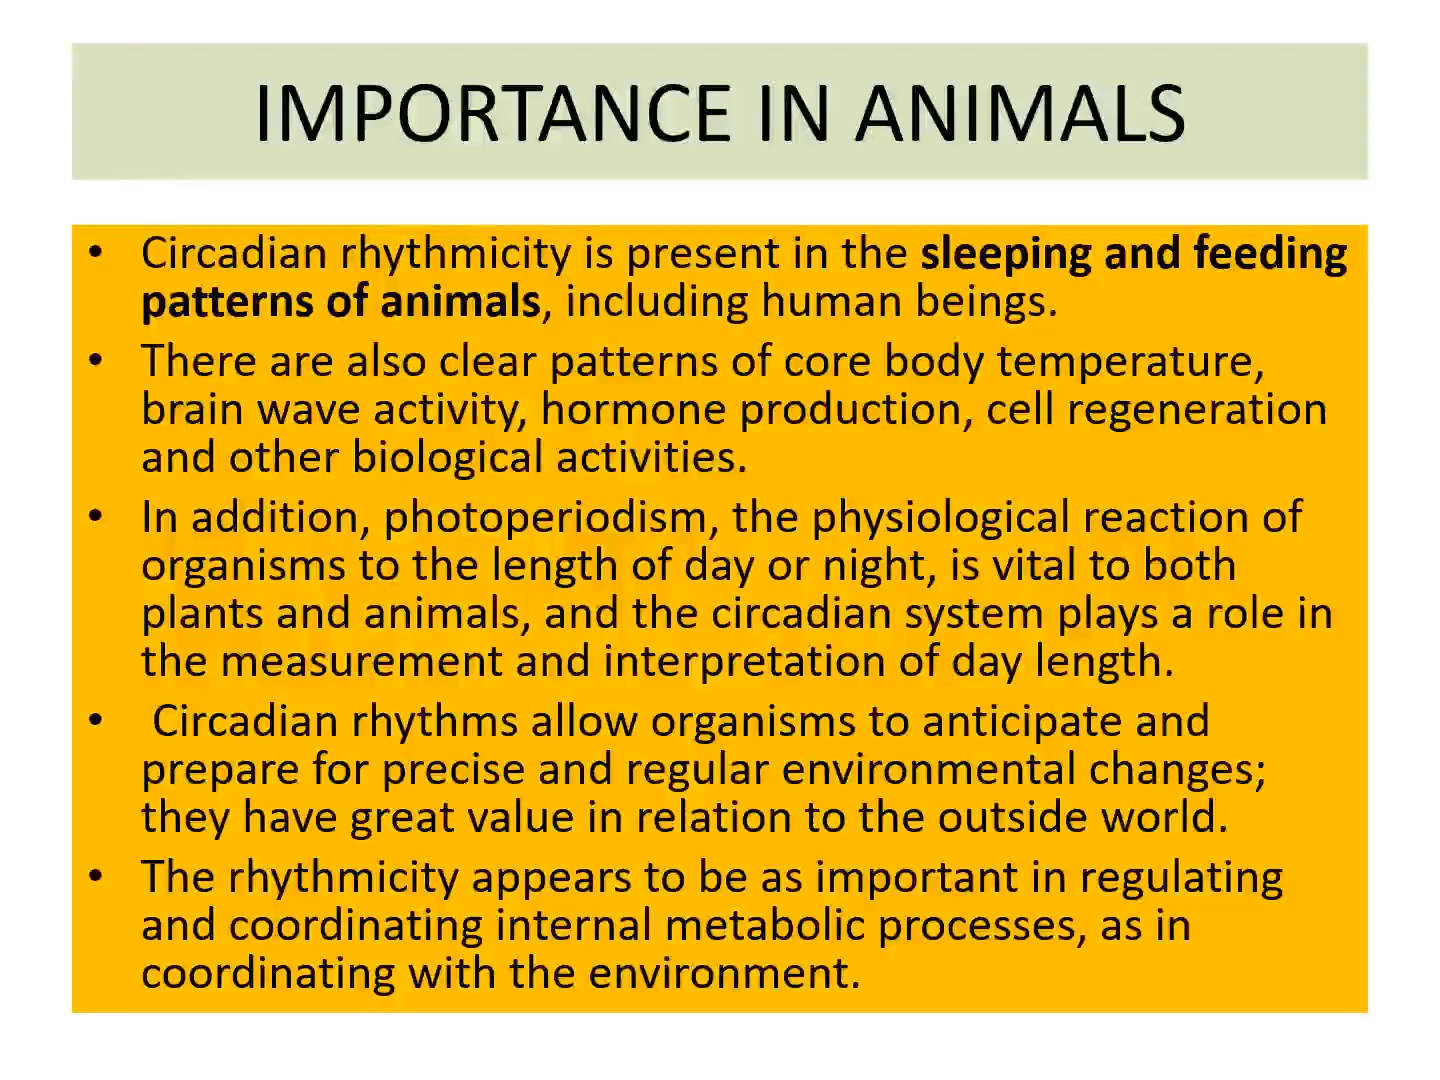 IMPORTANCE IN ANIMALS
• Circadian rhythmicity is present in the sleeping and feeding
patterns of animals, including human beings.
• There are also clear patterns of core body temperature,
brain wave activity, hormone production, cell regeneration
and other biological activities.
• In addition, photoperiodism, the physiological reaction of
organisms to the length of day or night, is vital to both
plants and animals, and the circadian system plays a role in
the measurement and interpretation of day length.
• Circadian rhythms allow organisms to anticipate and
prepare for precise and regular environmental changes;
they have great value in relation to the outside world.
• The rhythmicity appears to be as important in regulating
and coordinating internal metabolic processes, as in
coordinating with the environment.